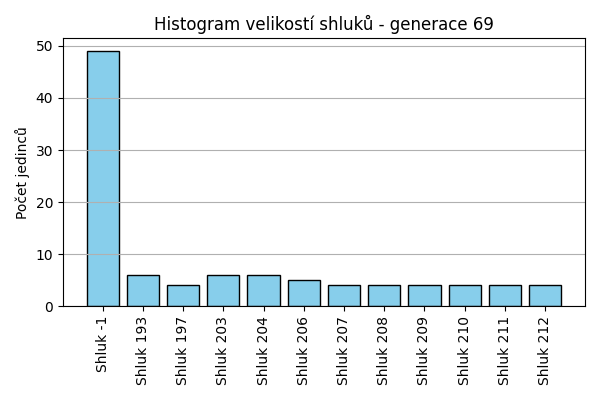 Histogram velikostí shluků - generace 69
Počet jedinců
50
40
30
20
10
0
Shluk -1
Shluk 193
Shluk 197
Shluk 203
Shluk 204
Shluk 206
Shluk 207
Shluk 208
Shluk 209
Shluk 210
Shluk 211
Shluk 212